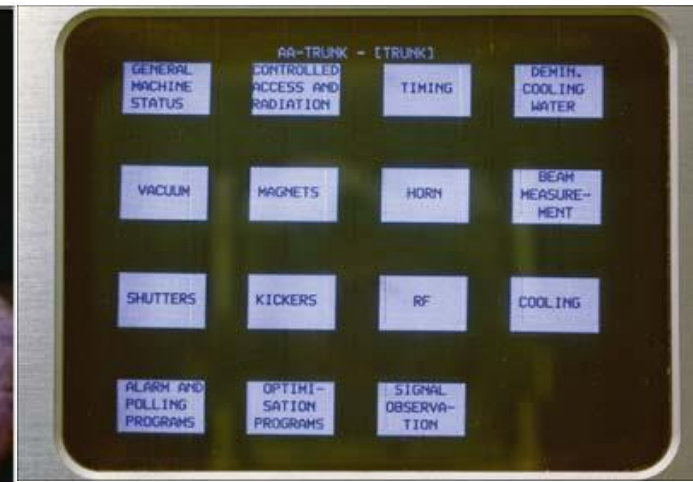 AA-TRUNK - [TRUNK]
GENERAL
MACHINE
STATUS
CONTROLLED
ACCESS AND
RADIATION
TIMING
DEMIN.
COOLING
WATER
VACUUM
MAGNETS
HORN
BEAM
MEASURE-
MENT
SHUTTERS
KICKERS
RF
COOLING
ALARM AND
POLLING
PROGRAMS
OPTIMI-
SATION
PROGRAMS
SIGNAL
OBSERVA-
TION